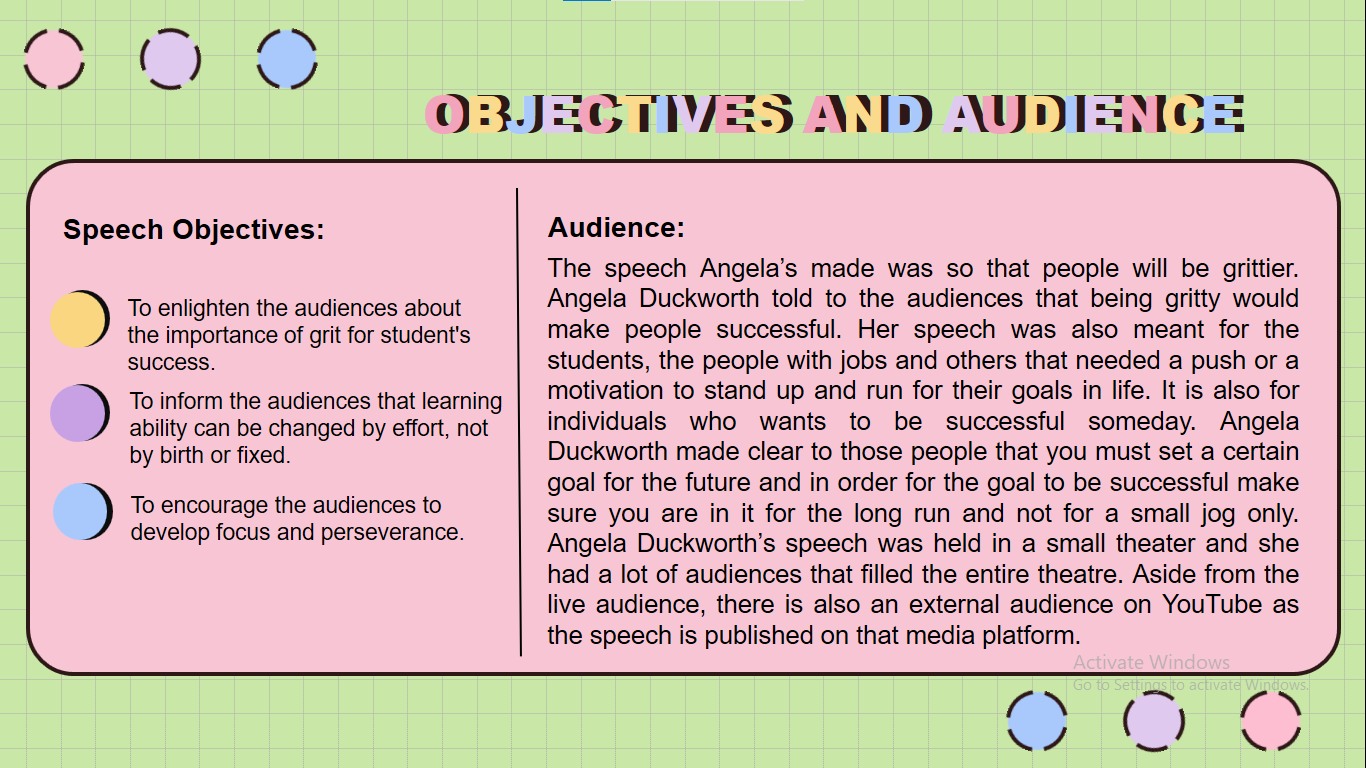 OBJECTIVES AND AUDIENCE
Speech Objectives:
To enlighten the audiences about
the importance of grit for student's
success.
To inform the audiences that learning
ability can be changed by effort, not
by birth or fixed.
To encourage the audiences to
develop focus and perseverance.
Audience:
The speech Angela’s made was so that people will be grittier.
Angela Duckworth told to the audiences that being gritty would
make people successful. Her speech was also meant for the
students, the people with jobs and others that needed a push or a
motivation to stand up and run for their goals in life. It is also for
individuals who wants to be successful someday. Angela
Duckworth made clear to those people that you must set a certain
goal for the future and in order for the goal to be successful make
sure you are in it for the long run and not for a small jog only.
Angela Duckworth’s speech was held in a small theater and she
had a lot of audiences that filled the entire theatre. Aside from the
live audience, there is also an external audience on YouTube as
the speech is published on that media platform.
Activate Windows
Go to Settings to activate Windows.